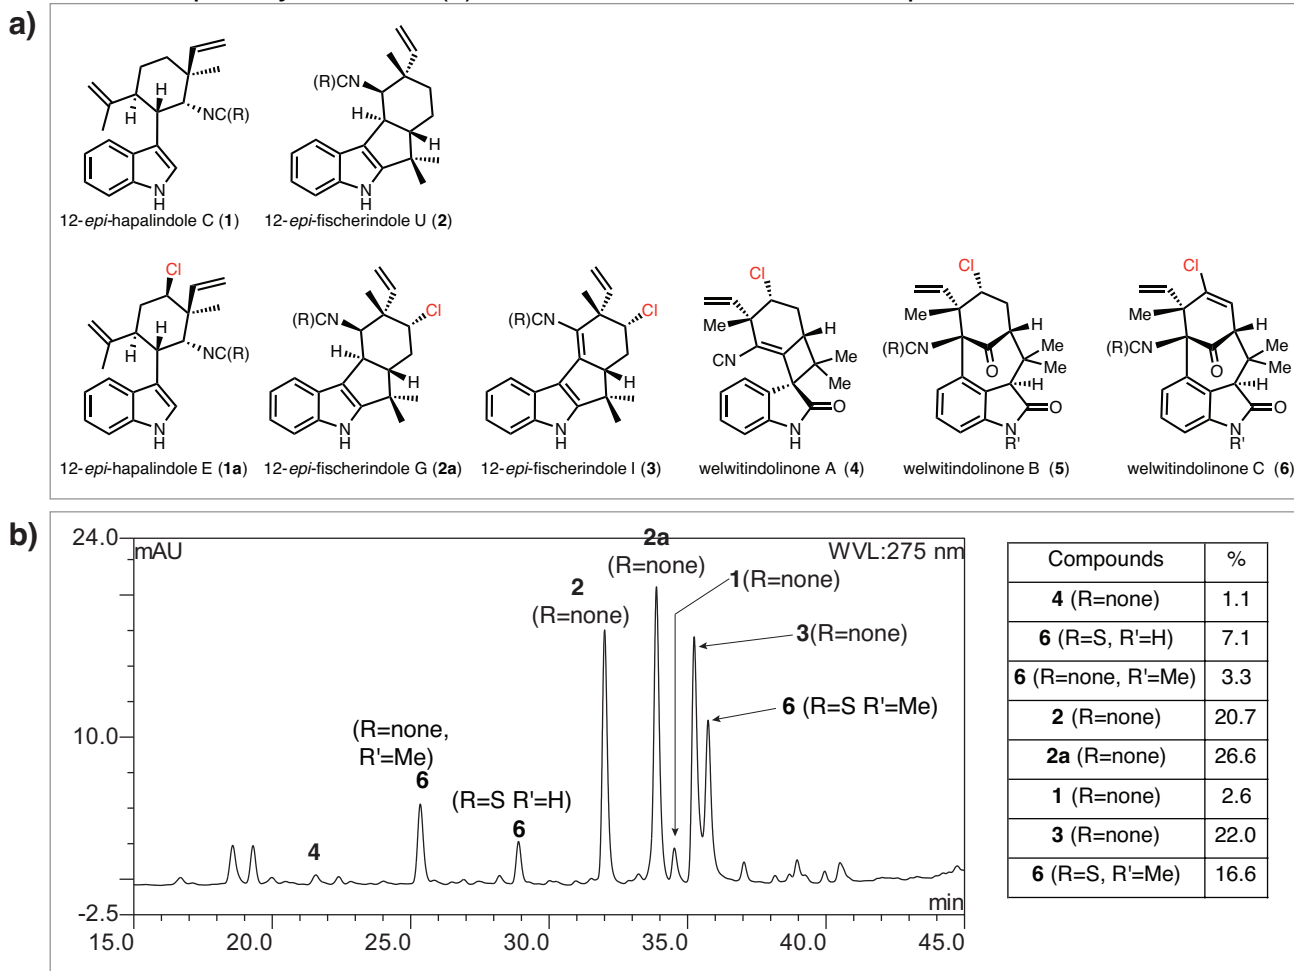 a)
(R)CN
H
H
NC(R)
N
H
H
H
N
H
12-epi-hapalindole C (1)
12-epi-fischerindole U (2)
Cl
H
H
NC(R)
N
H
(R)CN
Cl
H
H
N
H
(R)CN
Cl
H
N
H
Cl
Me
CN
H
Me
Me
O
N
H
Cl
Me
(R)CN
H
O
Me
Me
H
O
N
R'
Cl
Me
(R)CN
H
O
Me
Me
H
O
N
R'
12-epi-hapalindole E (1a)
12-epi-fischerindole G (2a)
12-epi-fischerindole I (3)
welwitindolinone A (4)
welwitindolinone B (5)
welwitindolinone C (6)
b)
24.0
mAU
2a
(R=none)
WVL:275 nm
2
(R=none)
1(R=none)
3(R=none)
6 (R=S R'=Me)
10.0
(R=none,
R'=Me)
6
(R=S R'=H)
6
4
min
-2.5
15.0 20.0 25.0 30.0 35.0 40.0 45.0
Compounds %
4 (R=none) 1.1
6 (R=S, R'=H) 7.1
6 (R=none, R'=Me) 3.3
2 (R=none) 20.7
2a (R=none) 26.6
1 (R=none) 2.6
3 (R=none) 22.0
6 (R=S, R'=Me) 16.6